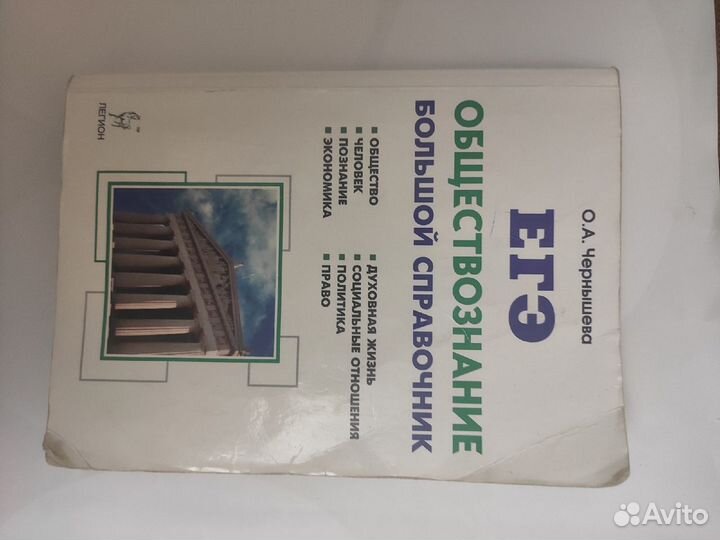 О.А. Чернышева
ЕГЭ
ОБЩЕСТВОЗНАНИЕ
БОЛЬШОЙ СПРАВОЧНИК
■ ОБЩЕСТВО
■ ЧЕЛОВЕК
■ ПОЗНАНИЕ
■ ЭКОНОМИКА
■ ДУХОВНАЯ ЖИЗНЬ
■ СОЦИАЛЬНЫЕ ОТНОШЕНИЯ
■ ПОЛИТИКА
■ ПРАВО
ЛЕГИОН
Avito